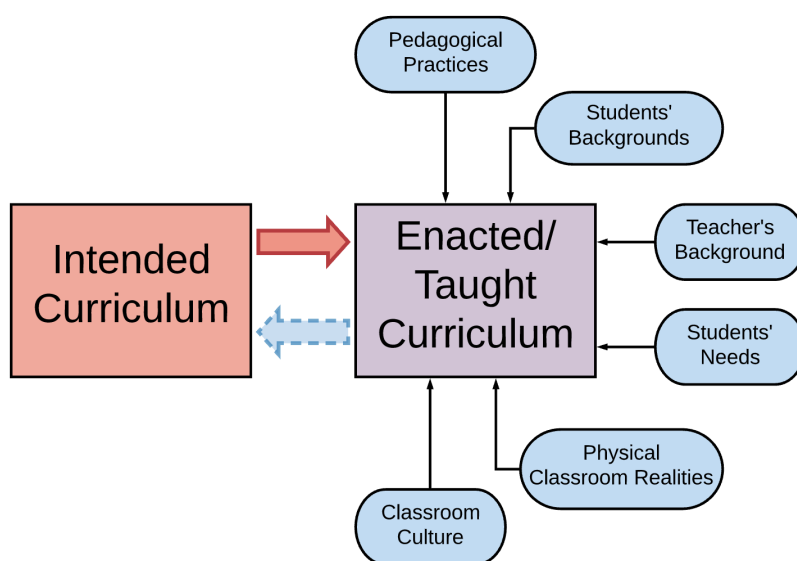 Pedagogical
Practices
Students'
Backgrounds
Intended
Curriculum
Enacted/
Taught
Curriculum
Teacher's
Background
Students'
Needs
Physical
Classroom Realities
Classroom
Culture